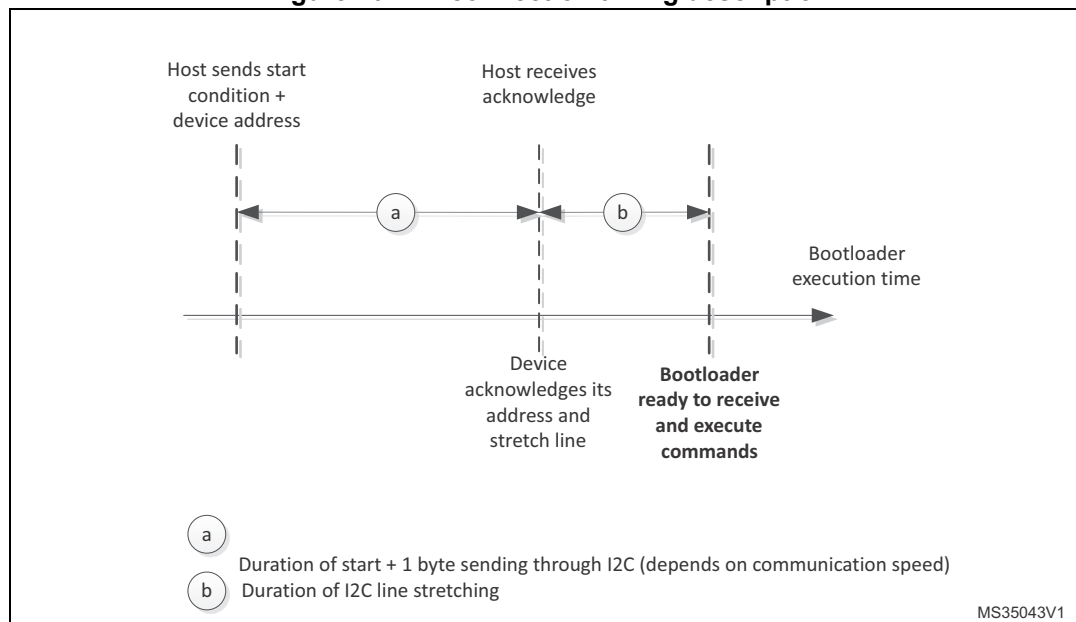 Host sends start
condition +
device address
Host receives
acknowledge
a
b
Bootloader
execution time
Device
acknowledges its
address and
stretch line
Bootloader
ready to receive
and execute
commands
a
Duration of start + 1 byte sending through I2C (depends on communication speed)
b Duration of I2C line stretching
MS35043V1